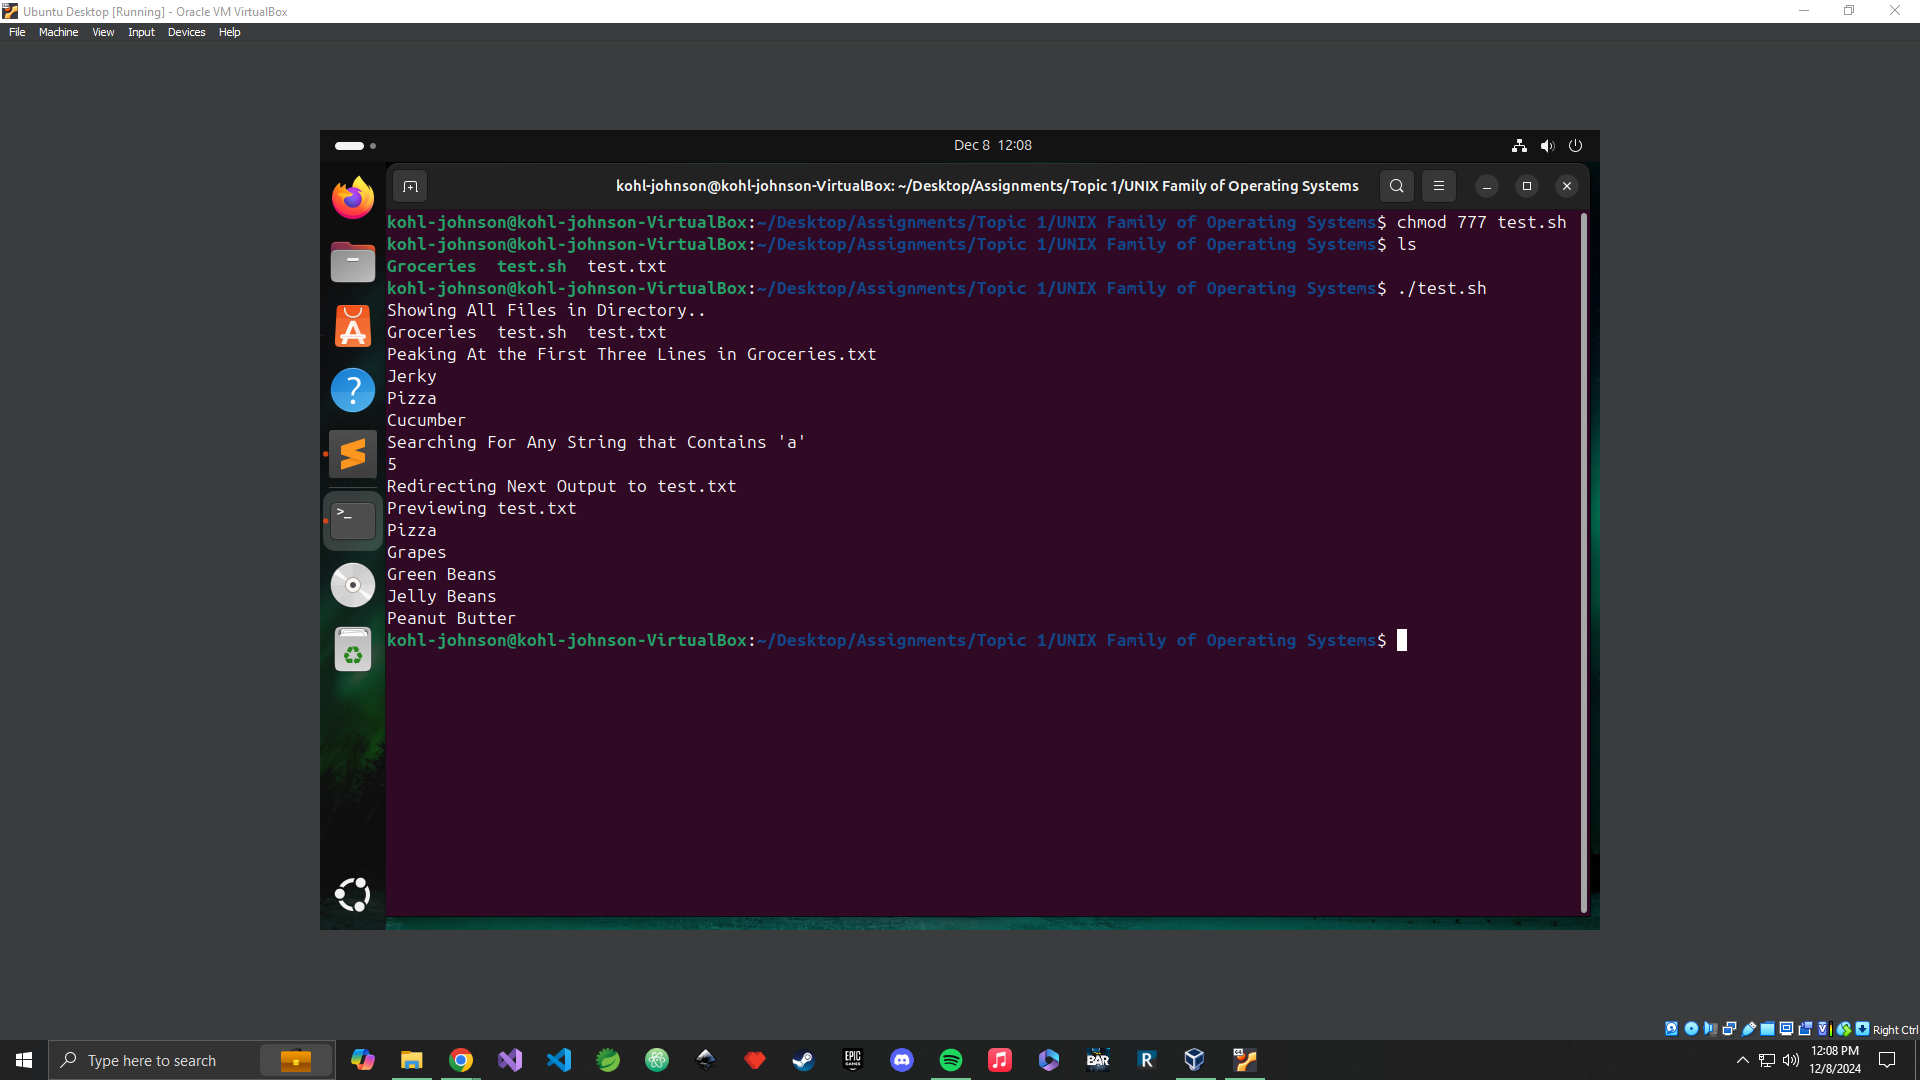 Ubuntu Desktop [Running] - Oracle VM VirtualBox
File Machine View Input Devices Help
Dec 8 12:08
kohl-johnson@kohl-johnson-VirtualBox: ~/Desktop/Assignments/Topic 1/UNIX Family of Operating Systems
kohl-johnson@kohl-johnson-VirtualBox:~/Desktop/Assignments/Topic 1/UNIX Family of Operating Systems$ chmod 777 test.sh
kohl-johnson@kohl-johnson-VirtualBox:~/Desktop/Assignments/Topic 1/UNIX Family of Operating Systems$ ls
Groceries  test.sh  test.txt
kohl-johnson@kohl-johnson-VirtualBox:~/Desktop/Assignments/Topic 1/UNIX Family of Operating Systems$ ./test.sh
Showing All Files in Directory..
Groceries  test.sh  test.txt
Peaking At the First Three Lines in Groceries.txt
Jerky
Pizza
Cucumber
Searching For Any String that Contains 'a'
5
Redirecting Next Output to test.txt
Previewing test.txt
Pizza
Grapes
Green Beans
Jelly Beans
Peanut Butter
kohl-johnson@kohl-johnson-VirtualBox:~/Desktop/Assignments/Topic 1/UNIX Family of Operating Systems$
Right Ctrl
Type here to search
EPIC GAMES
BAR
R
12:08 PM
12/8/2024